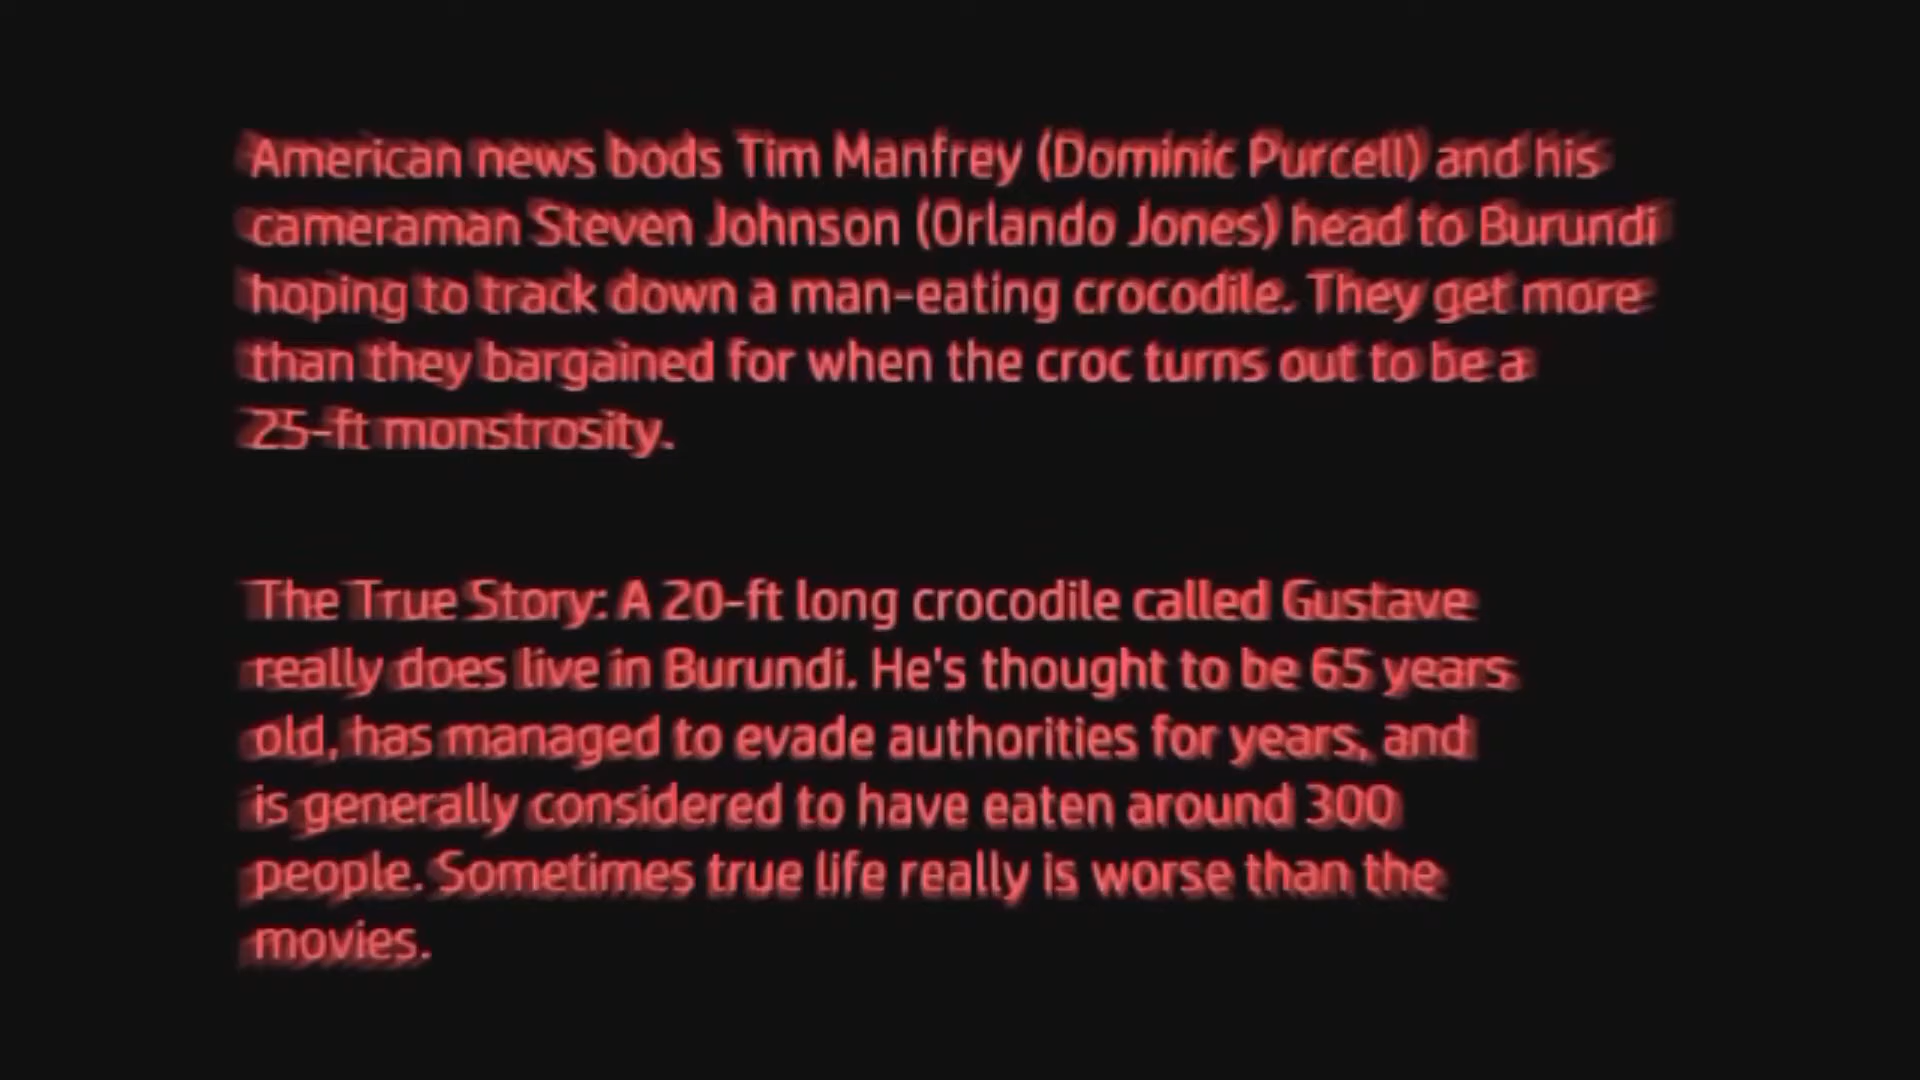 American news bods Tim Manfrey (Dominic Purcell) and his
cameraman Steven Johnson (Orlando Jones) head to Burundi
hoping to track down a man-eating crocodile. They get more
than they bargained for when the croc turns out to be a
25-ft monstrosity.
The True Story: A 20-ft long crocodile called Gustave
really does live in Burundi. He's thought to be 65 years
old, has managed to evade authorities for years, and
is generally considered to have eaten around 300
people. Sometimes true life really is worse than the
movies.